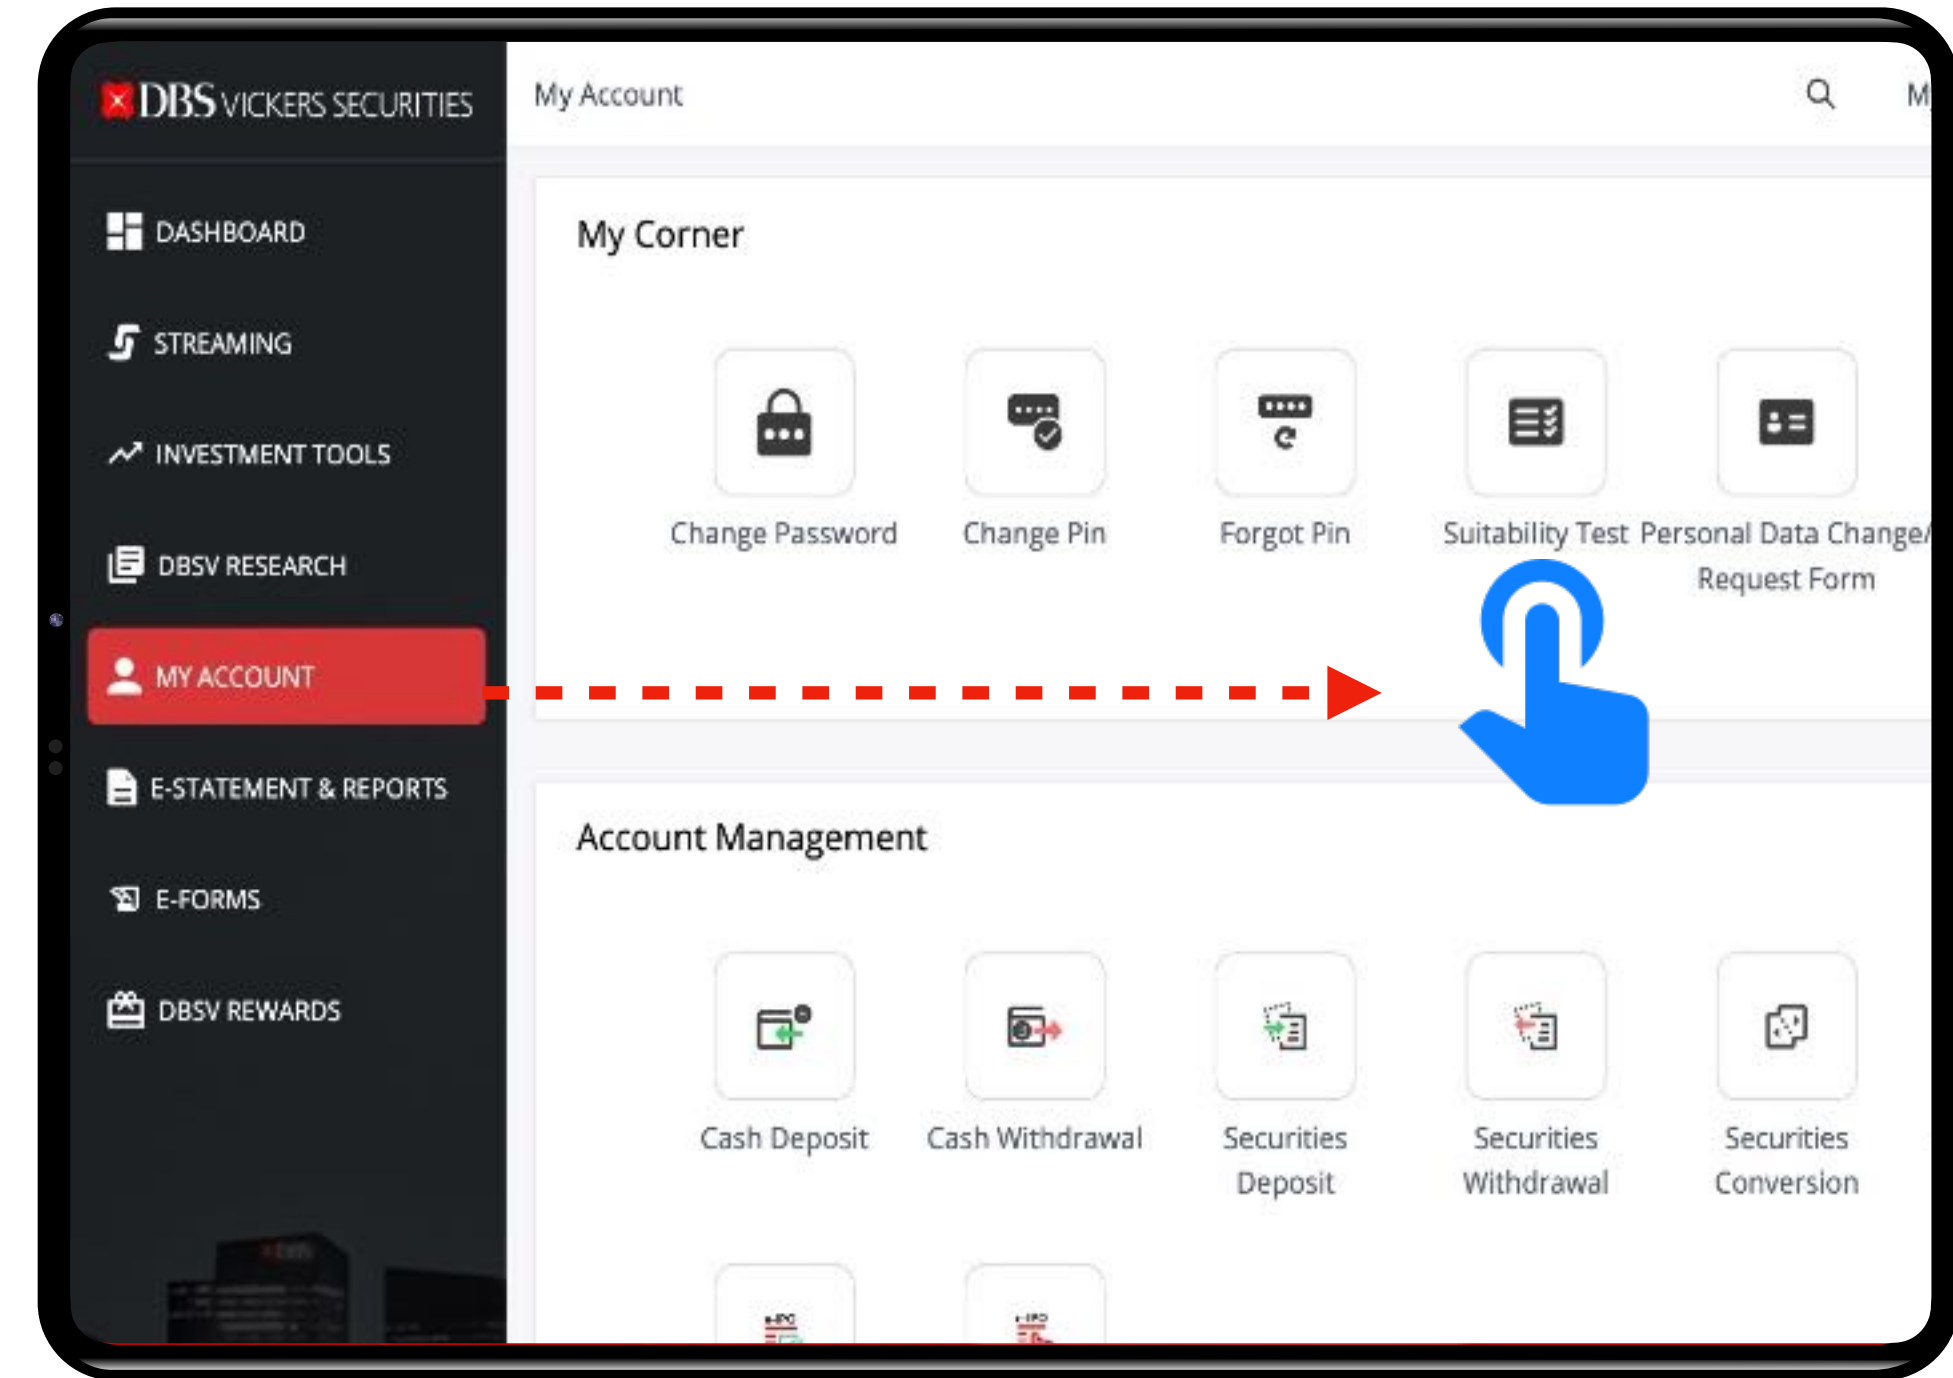 DBS VICKERS SECURITIES
My Account
DASHBOARD
STREAMING
INVESTMENT TOOLS
DBSV RESEARCH
MY ACCOUNT
E-STATEMENT & REPORTS
E-FORMS
DBSV REWARDS
My Corner
Change Password
Change Pin
Forgot Pin
Suitability Test
Personal Data Change/
Request Form
Account Management
Cash Deposit
Cash Withdrawal
Securities
Deposit
Securities
Withdrawal
Securities
Conversion
e-IPO
e-IPO